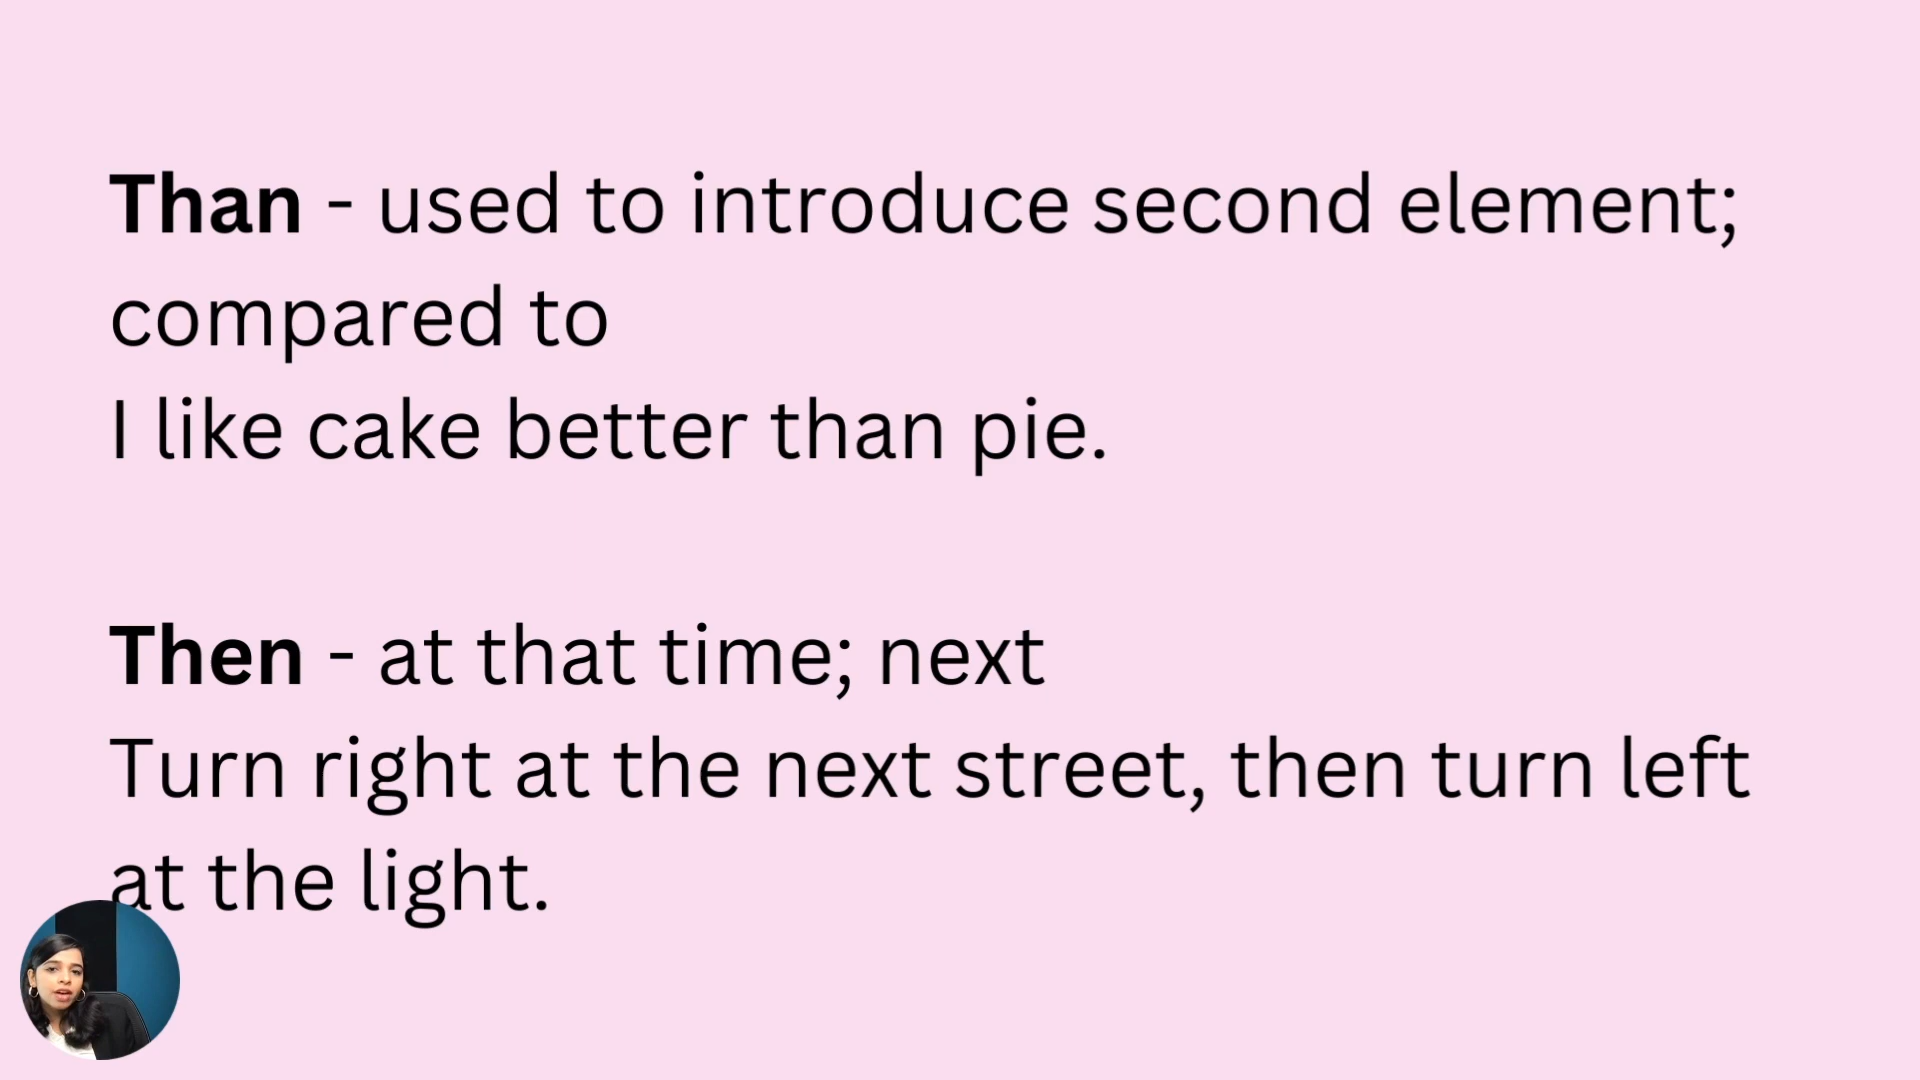 Than - used to introduce second element;
compared to
I like cake better than pie.
Then - at that time; next
Turn right at the next street, then turn left
at the light.